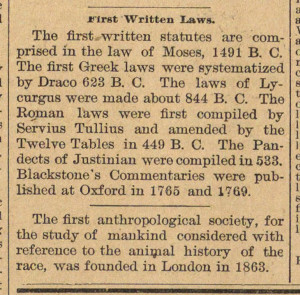 First Written Laws.
The first written statutes are com-
prised in the law of Moses, 1491 B. C.
The first Greek laws were systematized
by Draco 623 B. C. The laws of Ly-
curgus were made about 844 B. C. The
Roman laws were first compiled by
Servius Tullius and amended by the
Twelve Tables in 449 B. C. The Pan-
dects of Justinian were compiled in 533.
Blackstone's Commentaries were pub-
lished at Oxford in 1765 and 1769.
The first anthropological society, for
the study of mankind considered with
reference to the animal history of the
race, was founded in London in 1863.